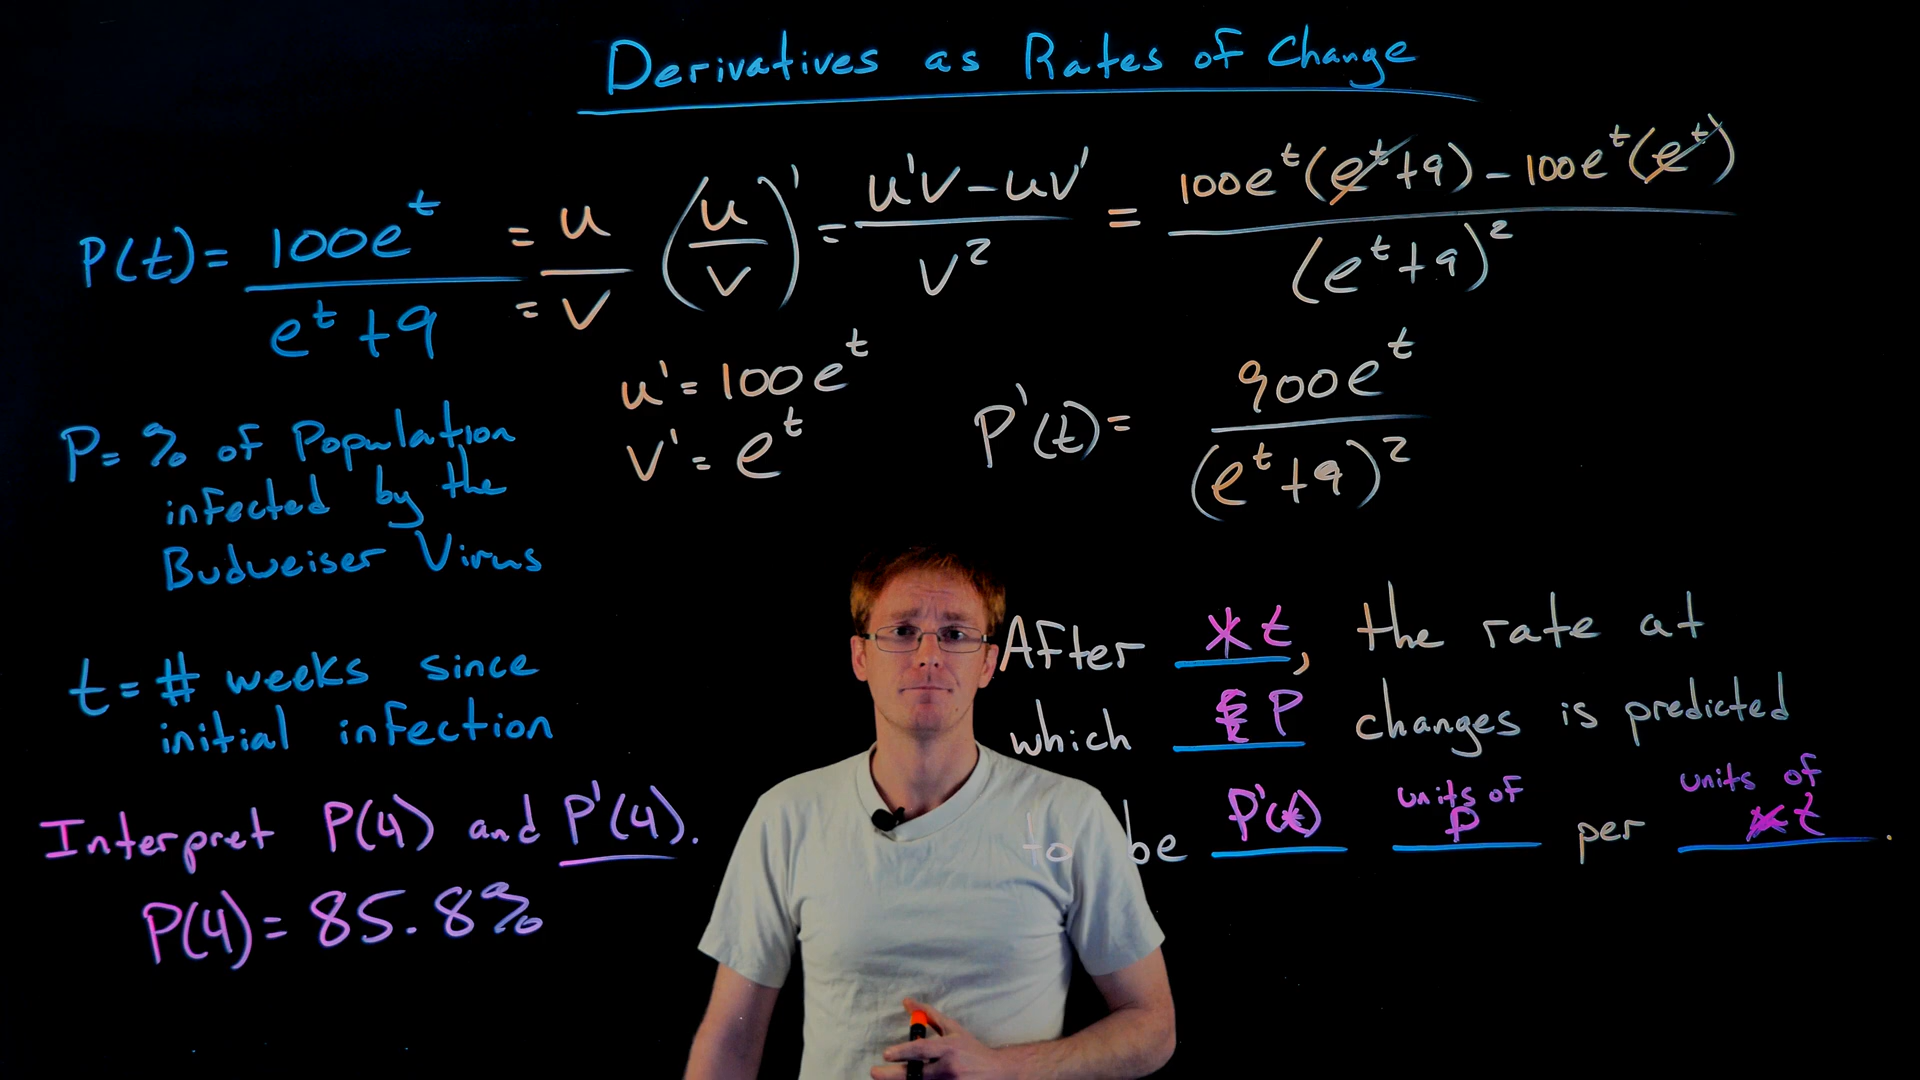 Derivatives as Rates of Change
P(t) = 100e^t / (e^t + 9) = u / = v (u/v)' = (u'v - uv') / v^2 = (100e^t(e^t + 9) - 100e^t(e^t)) / (e^t + 9)^2
u' = 100e^t
v' = e^t
P'(t) = 900e^t / (e^t + 9)^2
P = % of Population
infected by the
Budweiser Virus
t = # weeks since
initial infection
Interpret P(4) and P'(4).
P(4) = 85.8%
After t, the rate at
which P changes is predicted
to be P'(t) units of P per units of t.